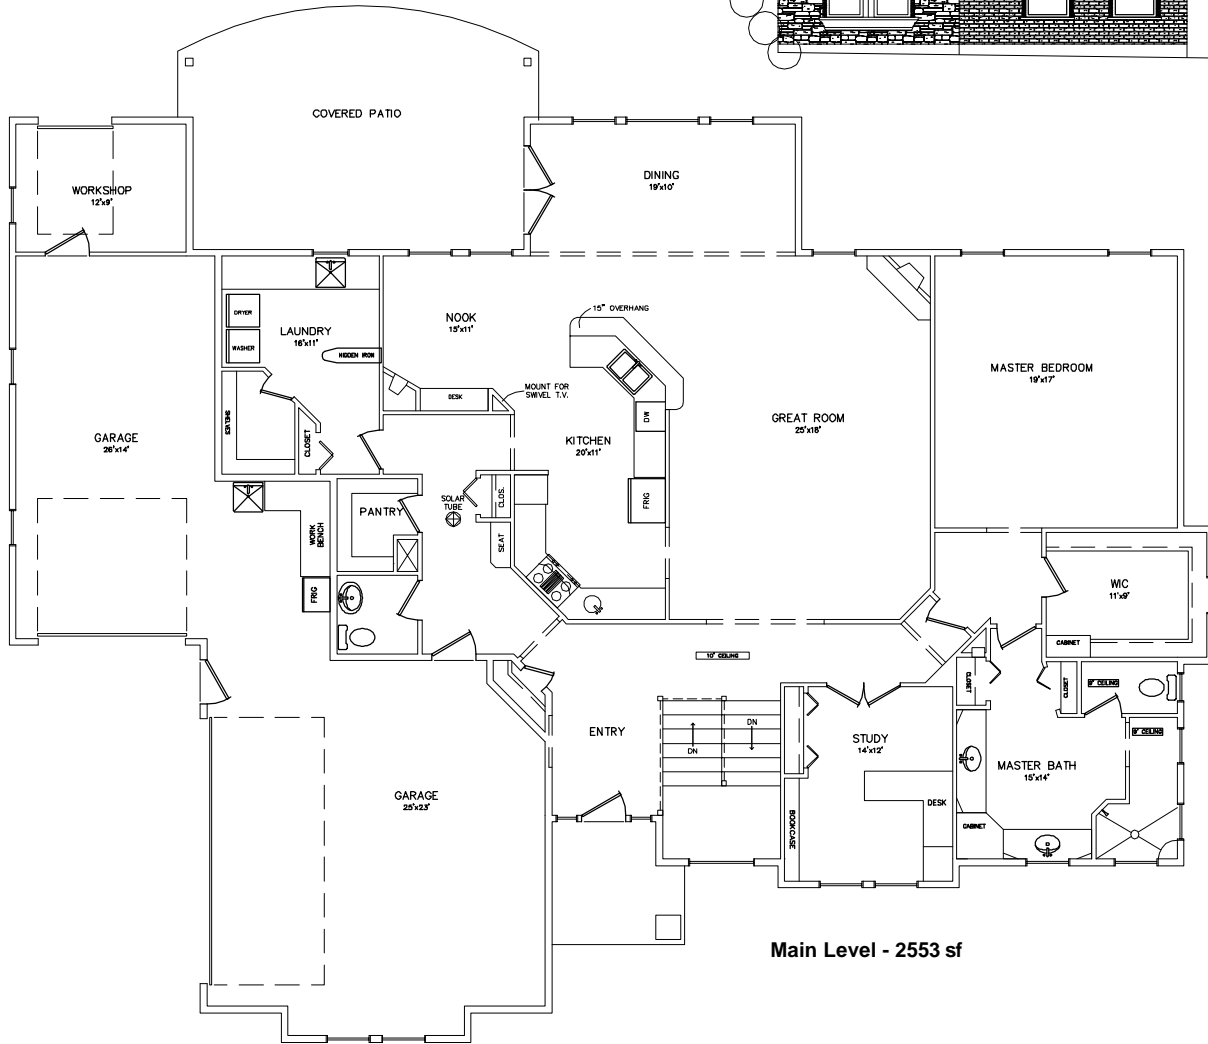 COVERED PATIO
WORKSHOP
12'x9'
DINING
19'x10'
15" OVERHANG
DRYER
WASHER
LAUNDRY
16'x11'
HIDDEN IRON
NOOK
15'x11'
MOUNT FOR
SWIVEL T.V.
DESK
DW
MASTER BEDROOM
19'x17'
GREAT ROOM
25'x18'
KITCHEN
20'x11'
GARAGE
26'x14'
SHELVES
CLOSET
FRIG
CLOS.
SOLAR
TUBE
PANTRY
SEAT
WORK
BENCH
FRIG
WIC
11'x9'
CABINET
10' CEILING
CLOSET
CLOSET
8' CEILING
9' CEILING
ENTRY
DN
DN
STUDY
14'x12'
MASTER BATH
15'x14'
GARAGE
25'x23'
DESK
BOOKCASE
CABINET
Main Level - 2553 sf